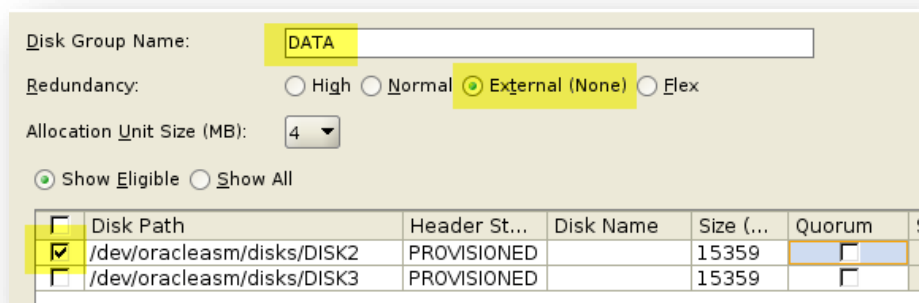 Disk Group Name: DATA
Redundancy: High Normal External (None) Flex
Allocation Unit Size (MB): 4
Show Eligible Show All
Disk Path Header St... Disk Name Size (... Quorum
/dev/oracleasm/disks/DISK2 PROVISIONED 15359
/dev/oracleasm/disks/DISK3 PROVISIONED 15359